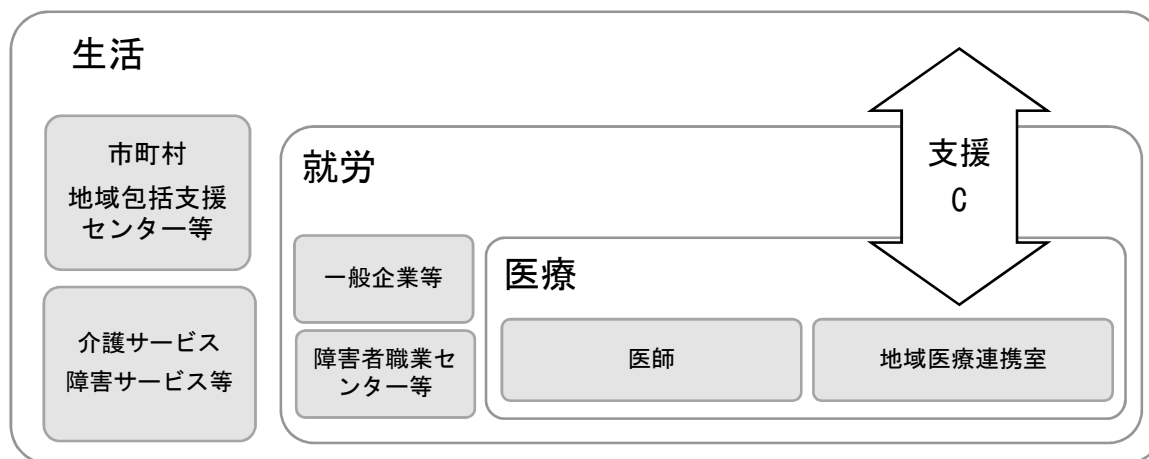 生活
市町村
地域包括支援
センター等
介護サービス
障害サービス等
就労
一般企業等
障害者職業セ
ンター等
医療
医師
地域医療連携室
支援
C